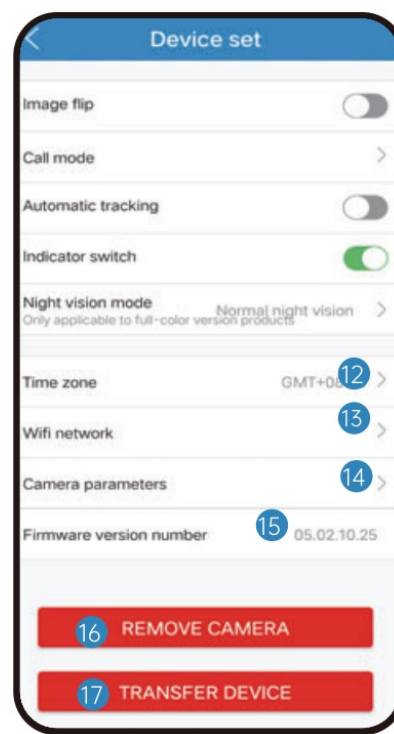 Device set
Image flip
Call mode
Automatic tracking
Indicator switch
Night vision mode
Normal night vision
Only applicable to full-color version products
Time zone
GMT+08
12
Wifi network
13
Camera parameters
14
Firmware version number
15
05.02.10.25
16
REMOVE CAMERA
17
TRANSFER DEVICE